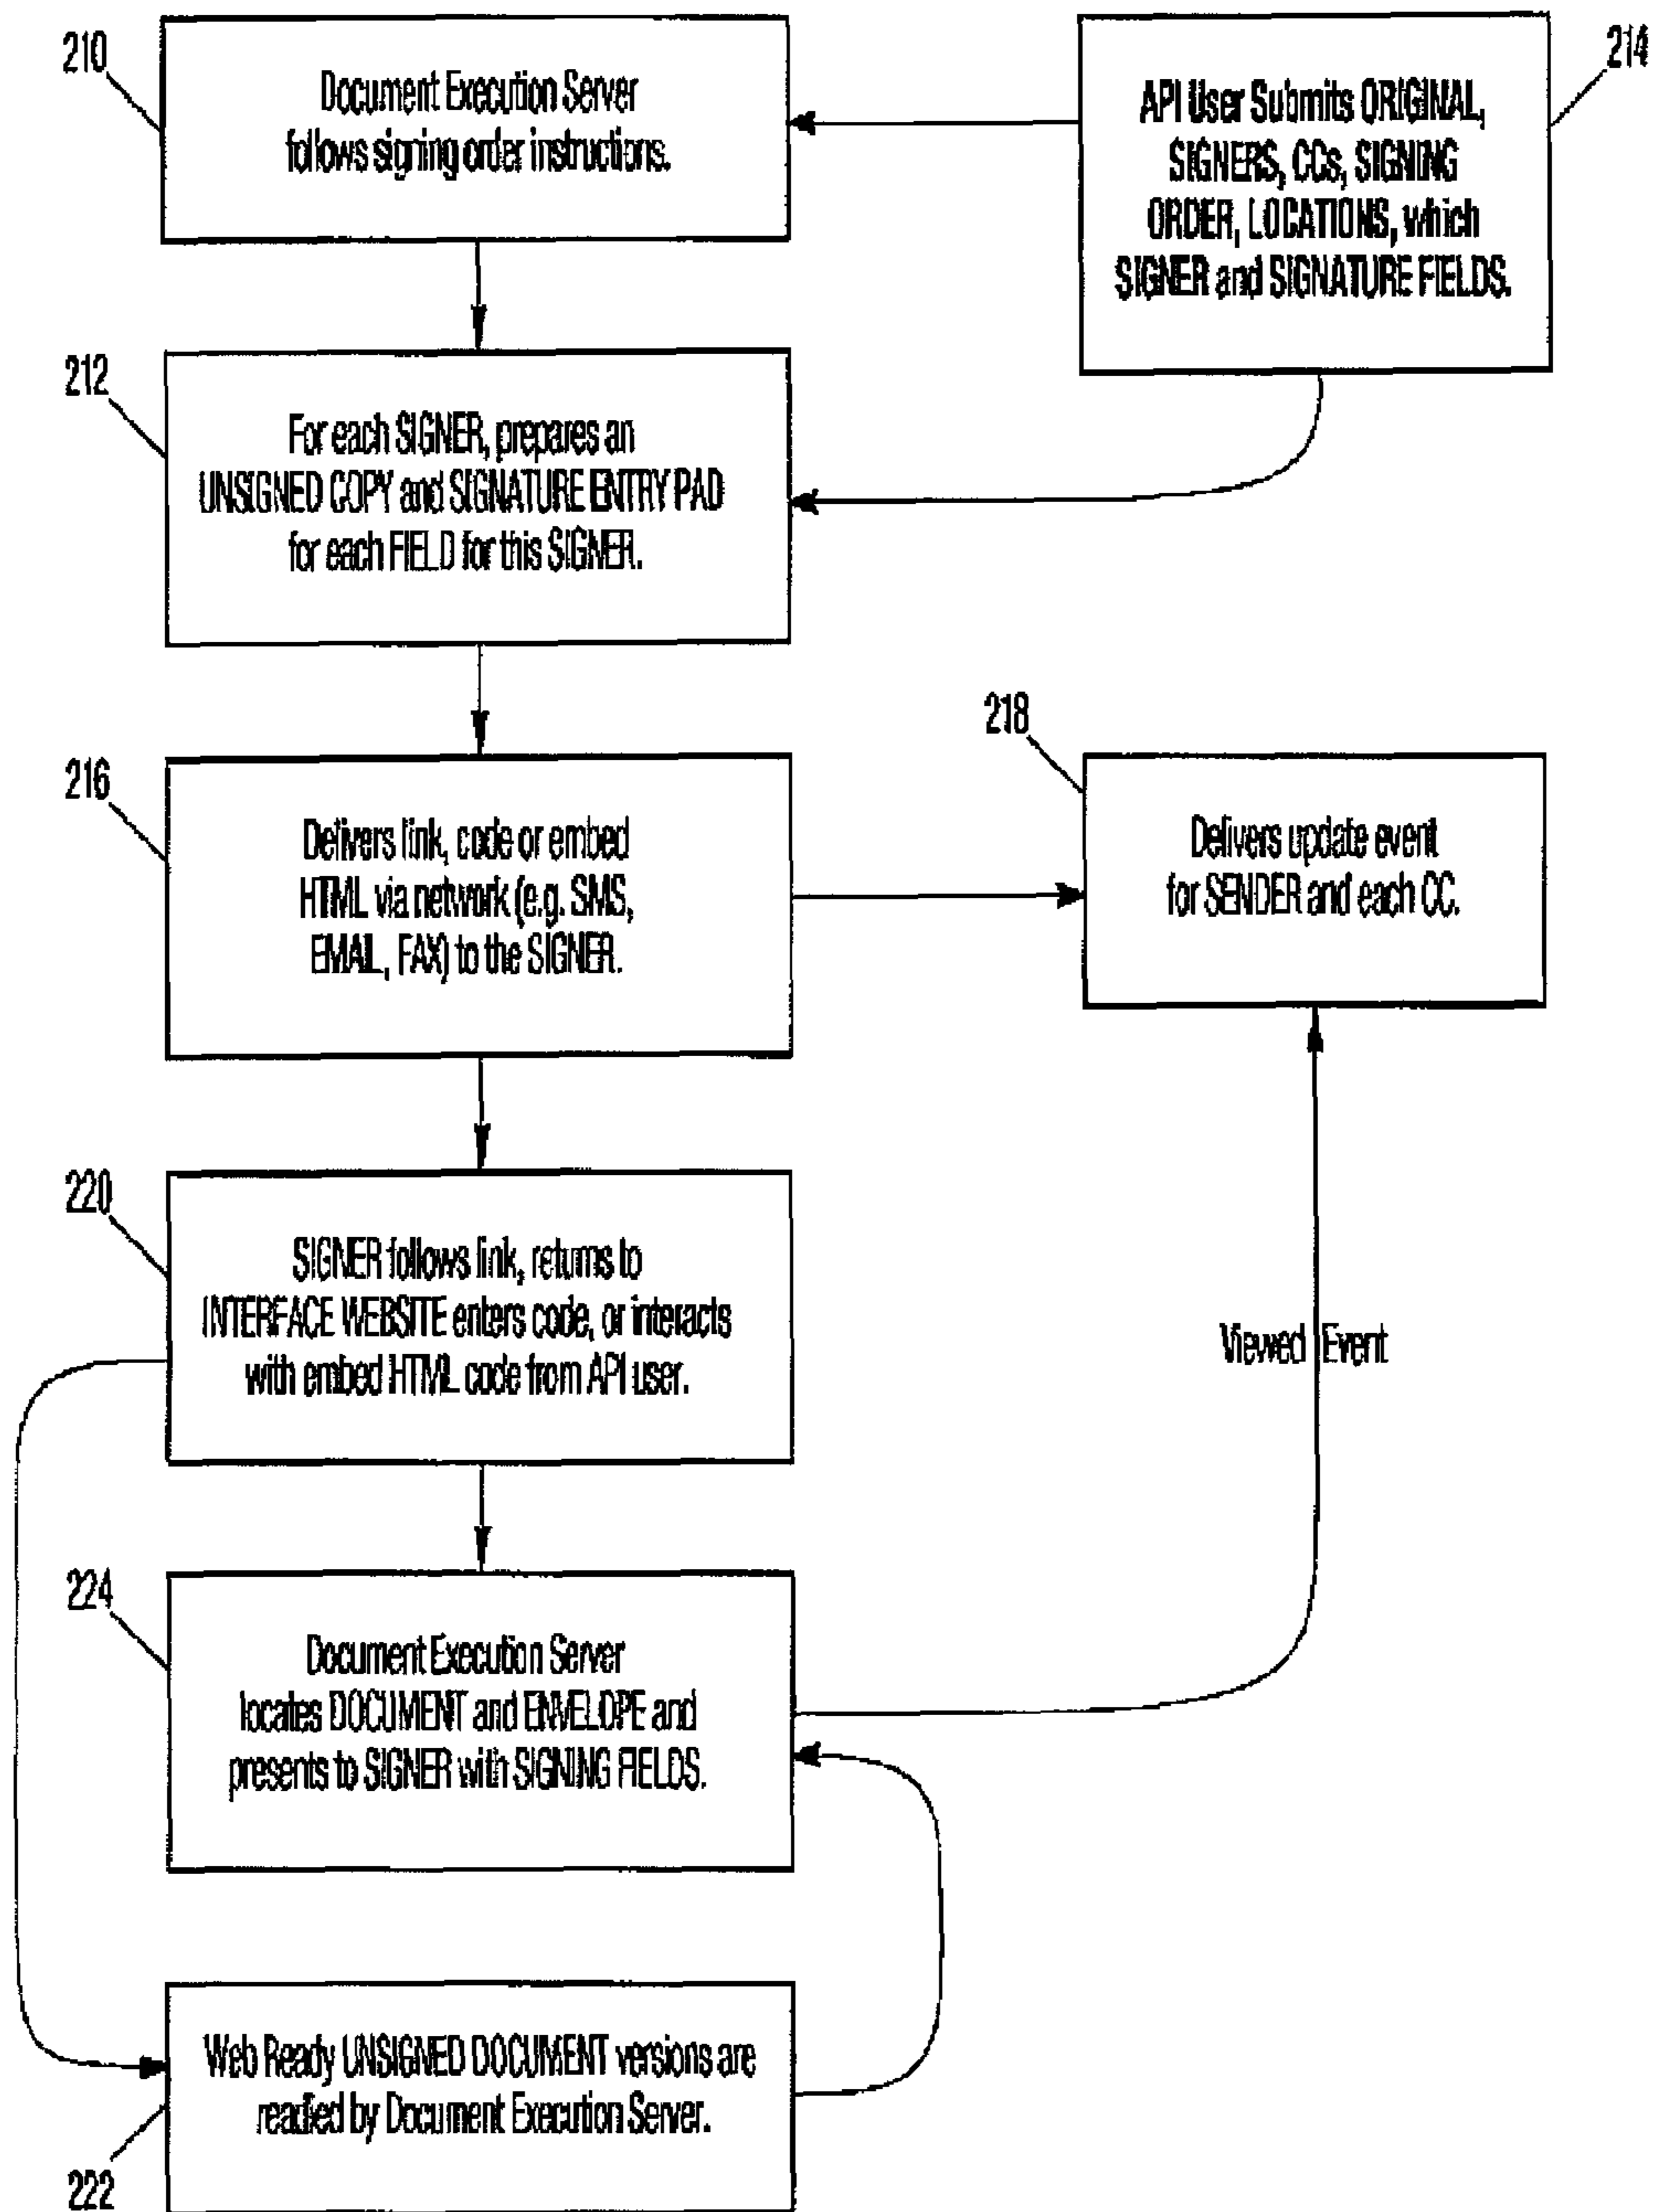 210
Document Execution Server
follows signing order instructions.
214
API User Submits ORIGINAL,
SIGNERS, CCs, SIGNING
ORDER, LOCATIONS, which
SIGNER and SIGNATURE FIELDS.
212
For each SIGNER, prepares an
UNSIGNED COPY and SIGNATURE ENTRY PAD
for each FIELD for this SIGNER.
216
Delivers link, code or embed
HTML via network (e.g. SMS,
EMAIL, FAX) to the SIGNER.
218
Delivers update event
for SENDER and each CC.
220
SIGNER follows link, returns to
INTERFACE WEBSITE enters code, or interacts
with embed HTML code from API user.
Viewed Event
224
Document Execution Server
locates DOCUMENT and ENVELOPE and
presents to SIGNER with SIGNING FIELDS.
Web Ready UNSIGNED DOCUMENT versions are
readied by Document Execution Server.
222